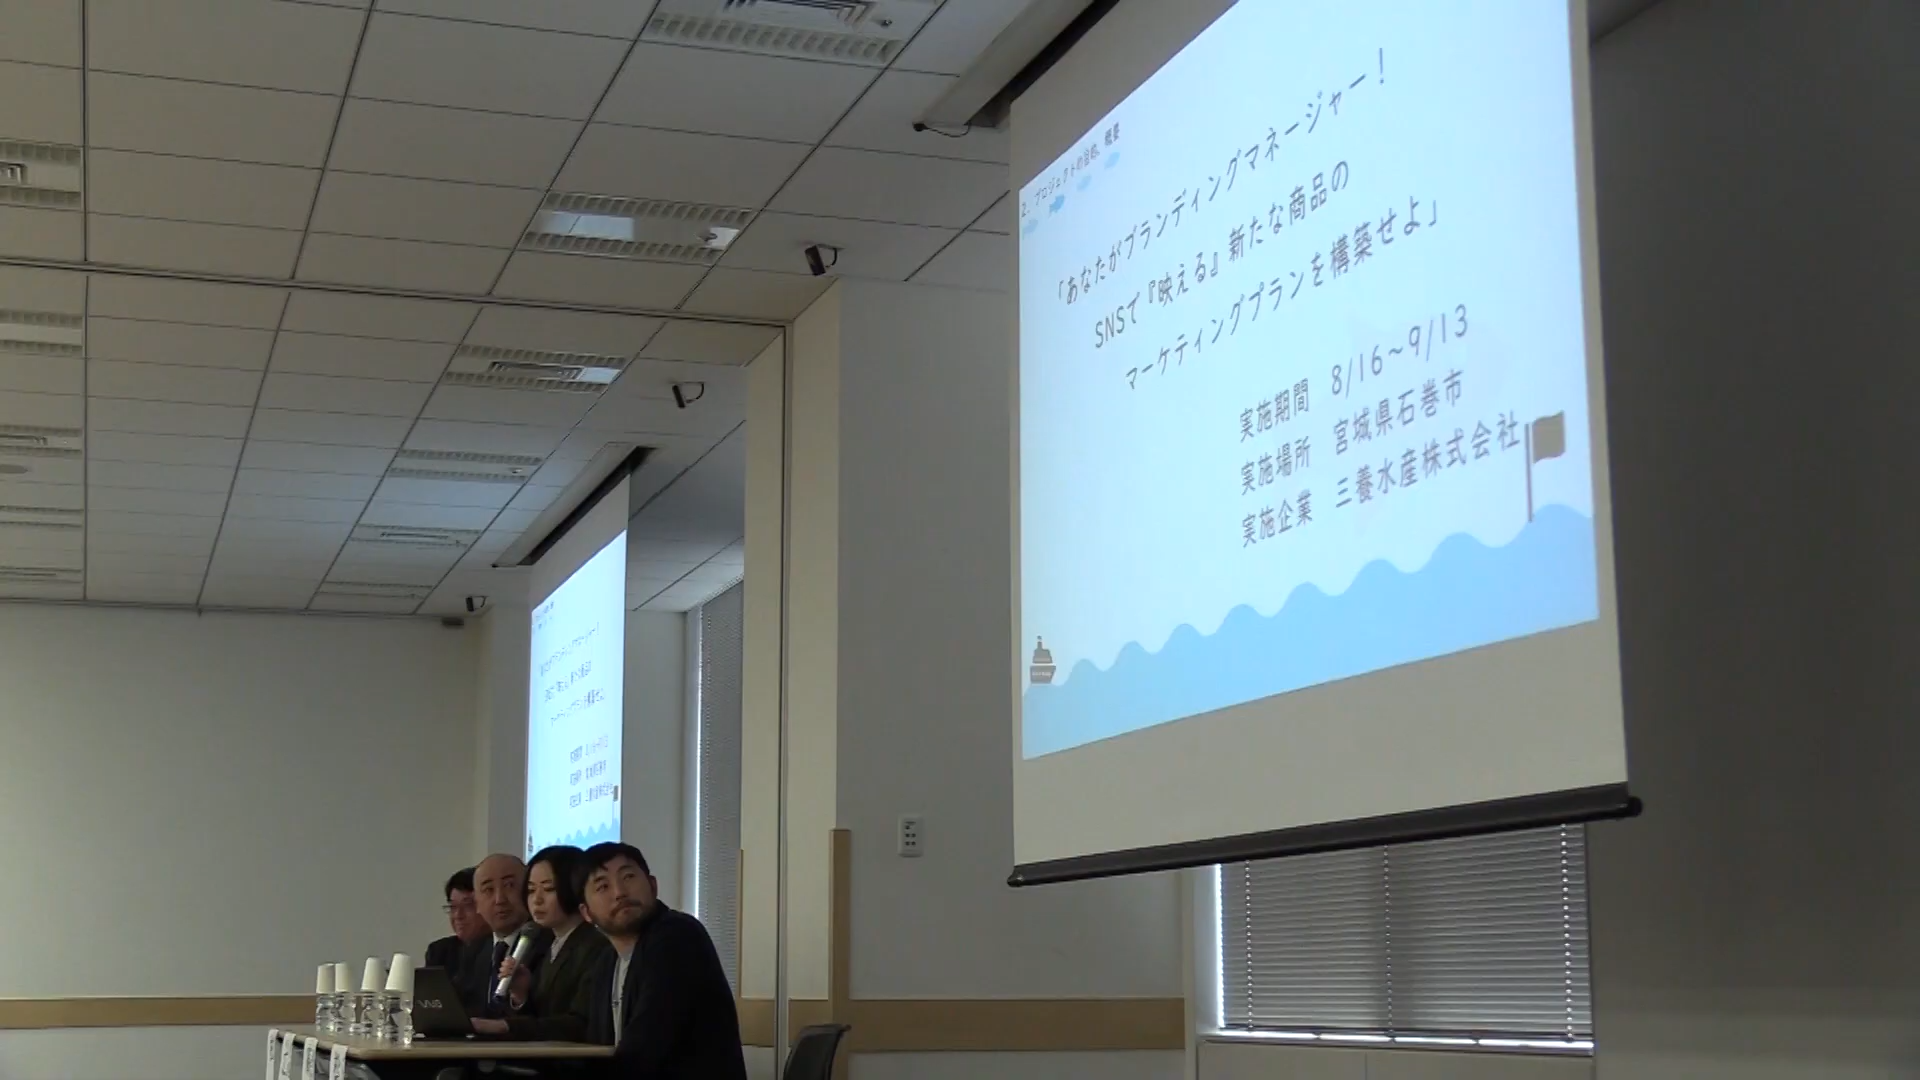 2. プロジェクトの目的、概要
「あなたがブランディングマネージャー！
SNSで『映える』新たな商品の
マーケティングプランを構築せよ」
実施期間 8/16～9/13
実施場所 宮城県石巻市
実施企業 三養水産株式会社